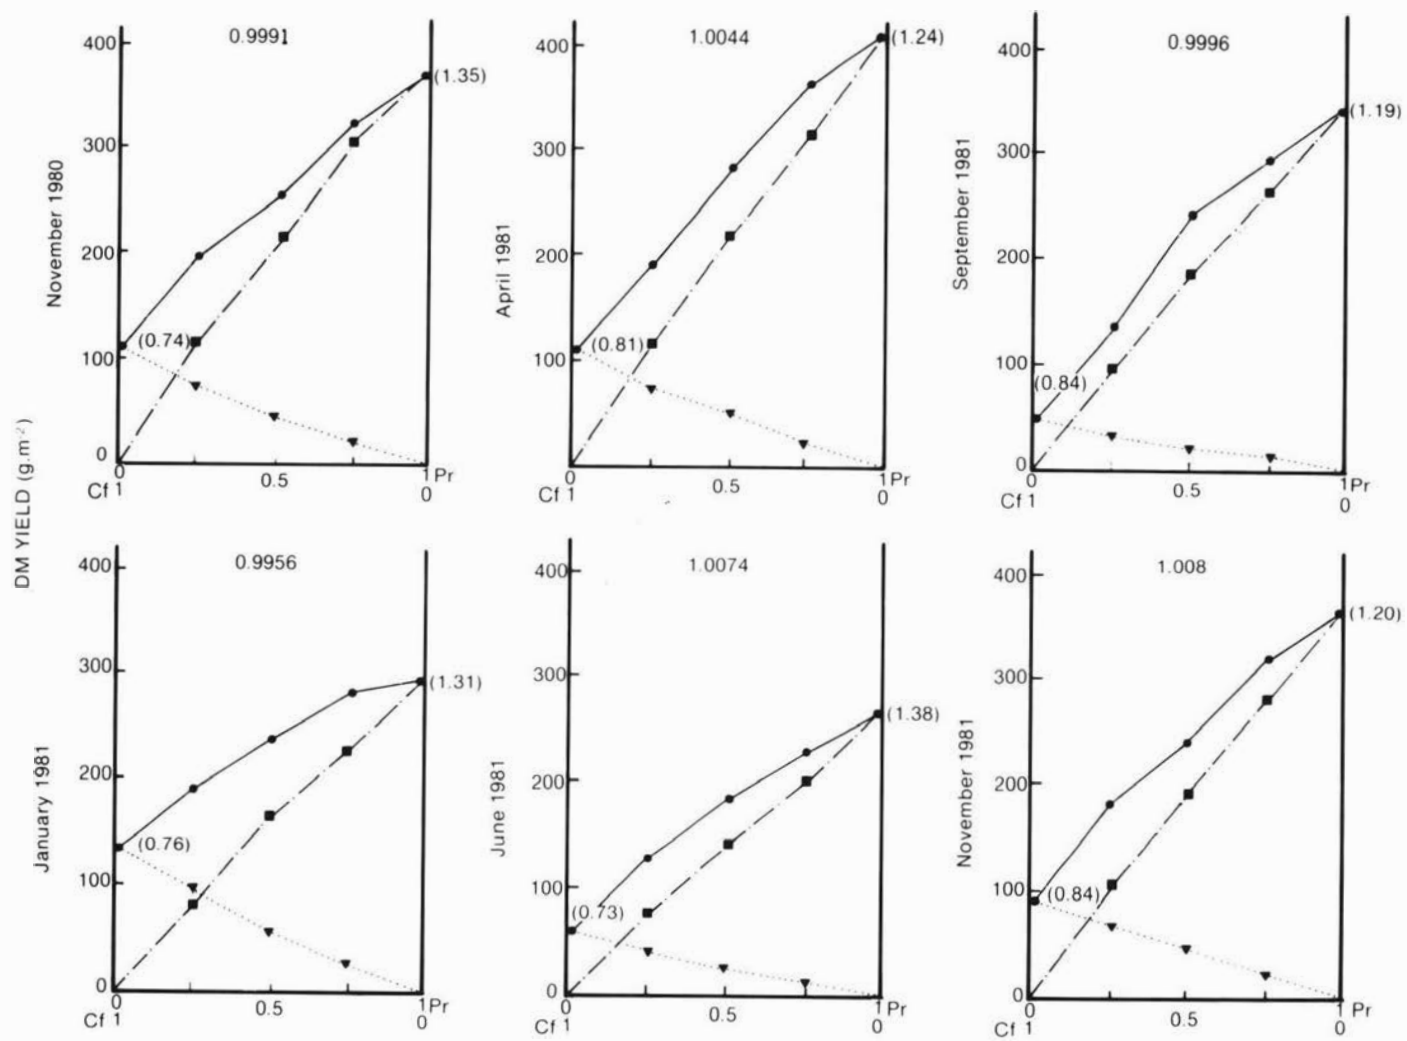 DM YIELD (g.m⁻²)
November 1980
0.9991
400
300
200
100
0
(1.35)
(0.74)
0 0.5 1 Pr
Cf 1 0
April 1981
1.0044
400
300
200
100
(1.24)
(0.81)
0 0.5 1 Pr
Cf 1 0
September 1981
0.9996
400
300
200
100
0
(1.19)
(0.84)
0 0.5 1 Pr
Cf 1 0
January 1981
0.9956
400
300
200
100
0
(1.31)
(0.76)
0 0.5 1 Pr
Cf 1 0
June 1981
1.0074
400
300
200
100
0
(1.38)
(0.73)
0 0.5 1 Pr
Cf 1 0
November 1981
1.008
400
300
200
100
0
(1.20)
(0.84)
0 0.5 1 Pr
Cf 1 0